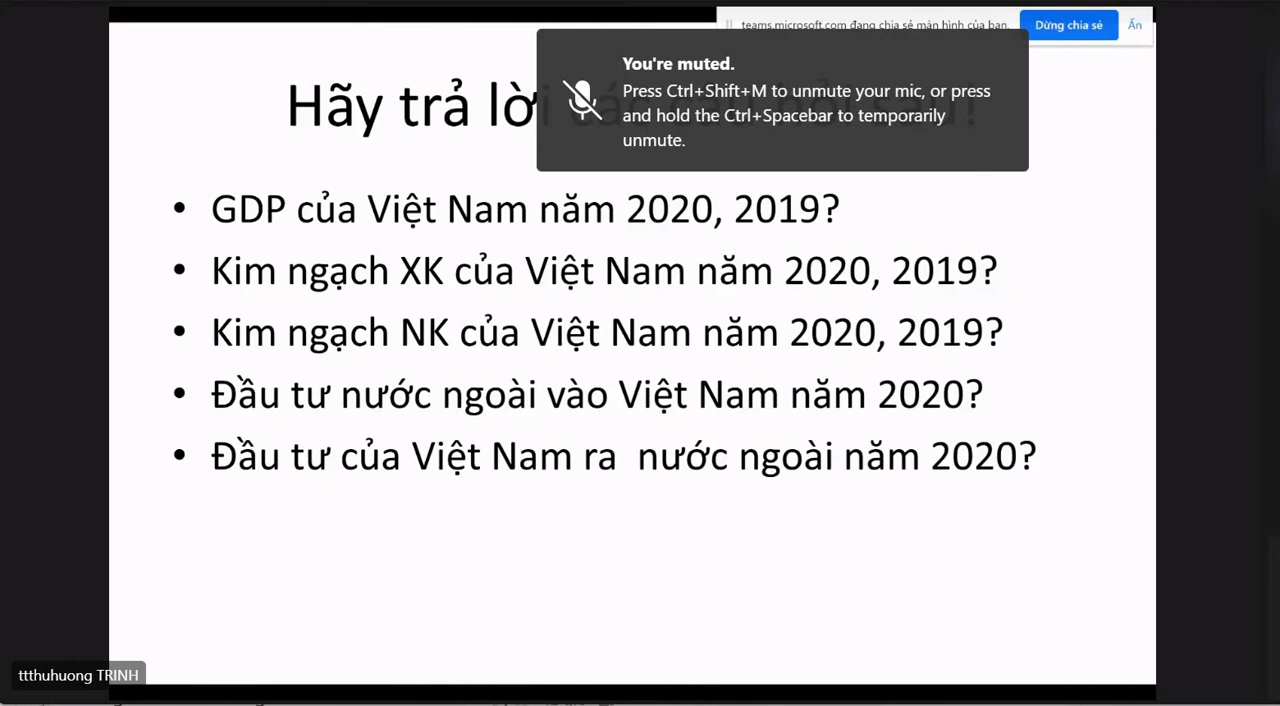 teams.microsoft.com đang chia sẻ màn hình của bạn.
Dừng chia sẻ
Ẩn
You're muted.
Press Ctrl+Shift+M to unmute your mic, or press
and hold the Ctrl+Spacebar to temporarily
unmute.
Hãy trả lời các câu hỏi sau!
• GDP của Việt Nam năm 2020, 2019?
• Kim ngạch XK của Việt Nam năm 2020, 2019?
• Kim ngạch NK của Việt Nam năm 2020, 2019?
• Đầu tư nước ngoài vào Việt Nam năm 2020?
• Đầu tư của Việt Nam ra nước ngoài năm 2020?
ttthuhuong TRINH